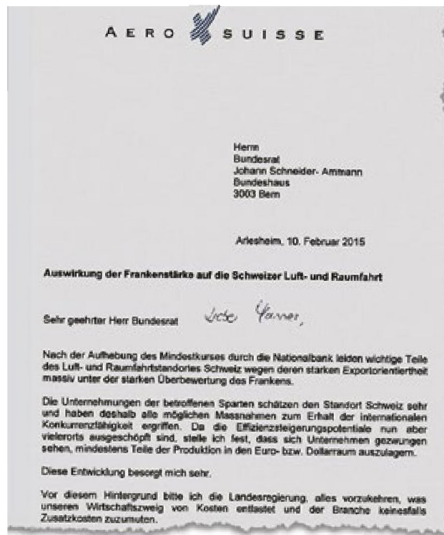 AERO SUISSE
Herrn
Bundesrat
Johann Schneider- Ammann
Bundeshaus
3003 Bern
Arlesheim, 10. Februar 2015
Auswirkung der Frankenstärke auf die Schweizer Luft- und Raumfahrt
Sehr geehrter Herr Bundesrat
Nach der Aufhebung des Mindestkurses durch die Nationalbank leiden wichtige Teile
des Luft- und Raumfahrtstandortes Schweiz wegen deren starken Exportorientiertheit
massiv unter der starken Überbewertung des Frankens.
Die Unternehmungen der betroffenen Sparten schätzen den Standort Schweiz sehr
und haben deshalb alle möglichen Massnahmen zum Erhalt der internationalen
Konkurrenzfähigkeit ergriffen. Da die Effizienzsteigerungspotentiale nun aber
vielerorts ausgeschöpft sind, stelle ich fest, dass sich Unternehmen gezwungen
sehen, mindestens Teile der Produktion in den Euro- bzw. Dollarraum auszulagern.
Diese Entwicklung besorgt mich sehr.
Vor diesem Hintergrund bitte ich die Landesregierung, alles vorzukehren, was
unseren Wirtschaftszweig von Kosten entlastet und der Branche keinesfalls
Zusatzkosten zuzumuten.